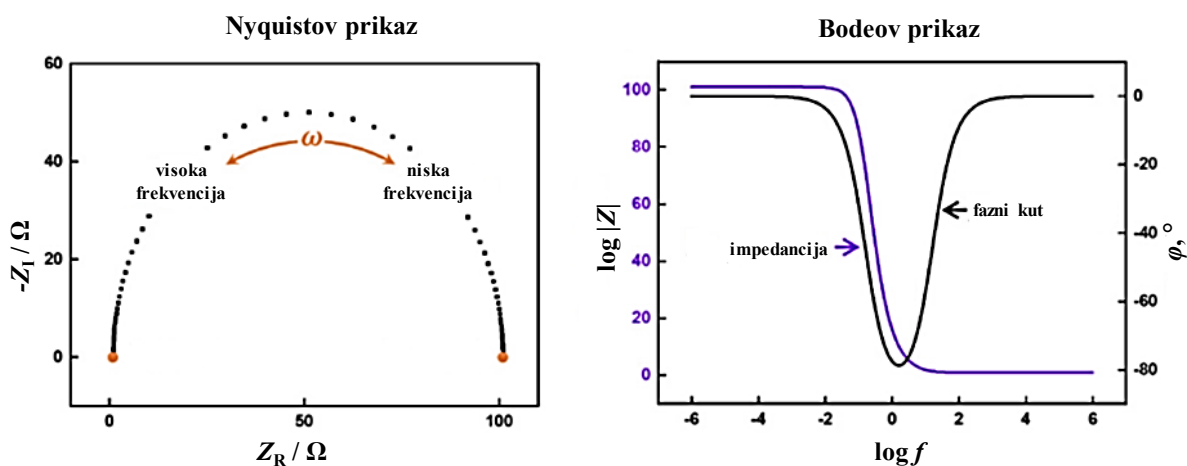 Nyquistov prikaz
60
40
20
0
-Z_I / Ω
ω
visoka
frekvencija
niska
frekvencija
0
50
100
Z_R / Ω
Bodeov prikaz
100
80
60
40
20
0
log |Z|
impedancija
fazni kut
0
-20
-40
-60
-80
φ, °
-6
-4
-2
0
2
4
6
log f